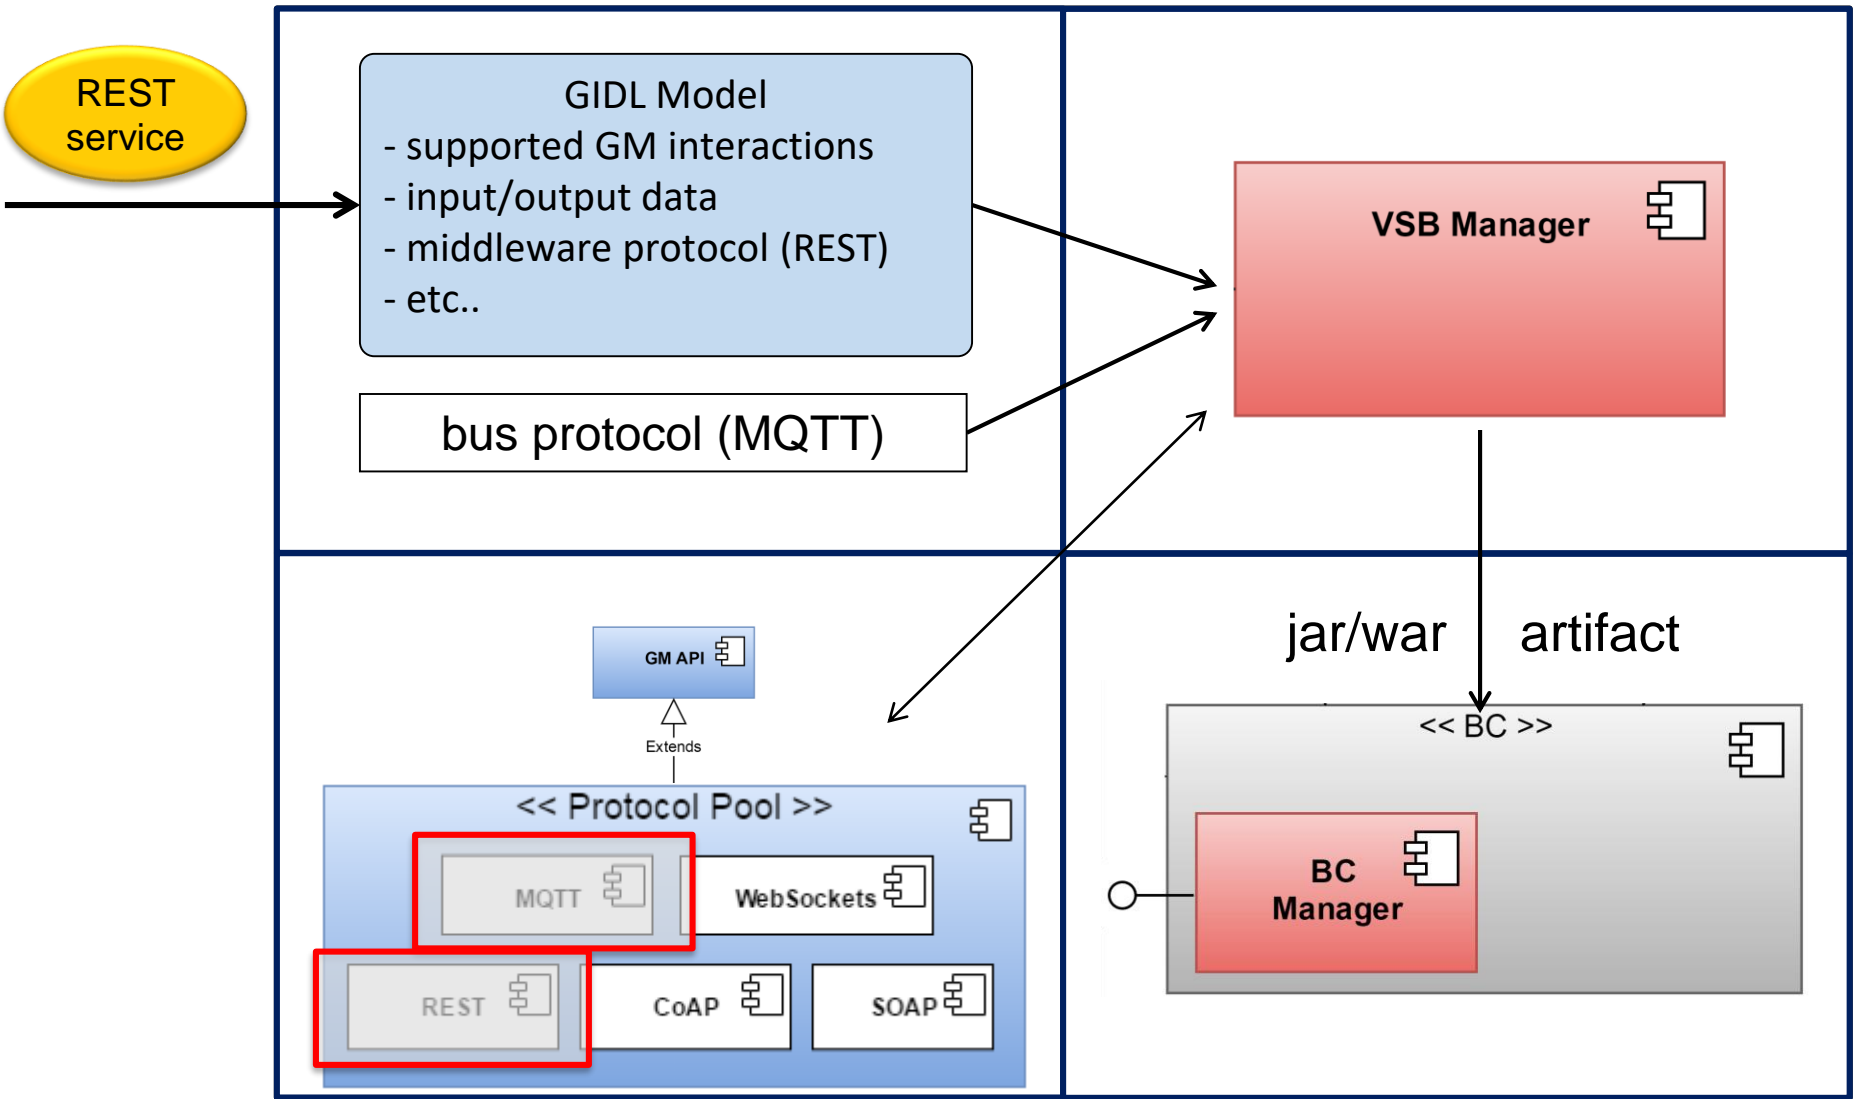 REST
service
GIDL Model
- supported GM interactions
- input/output data
- middleware protocol (REST)
- etc..
bus protocol (MQTT)
VSB Manager
GM API
Extends
<< Protocol Pool >>
MQTT
WebSockets
REST
CoAP
SOAP
jar/war artifact
<< BC >>
BC
Manager